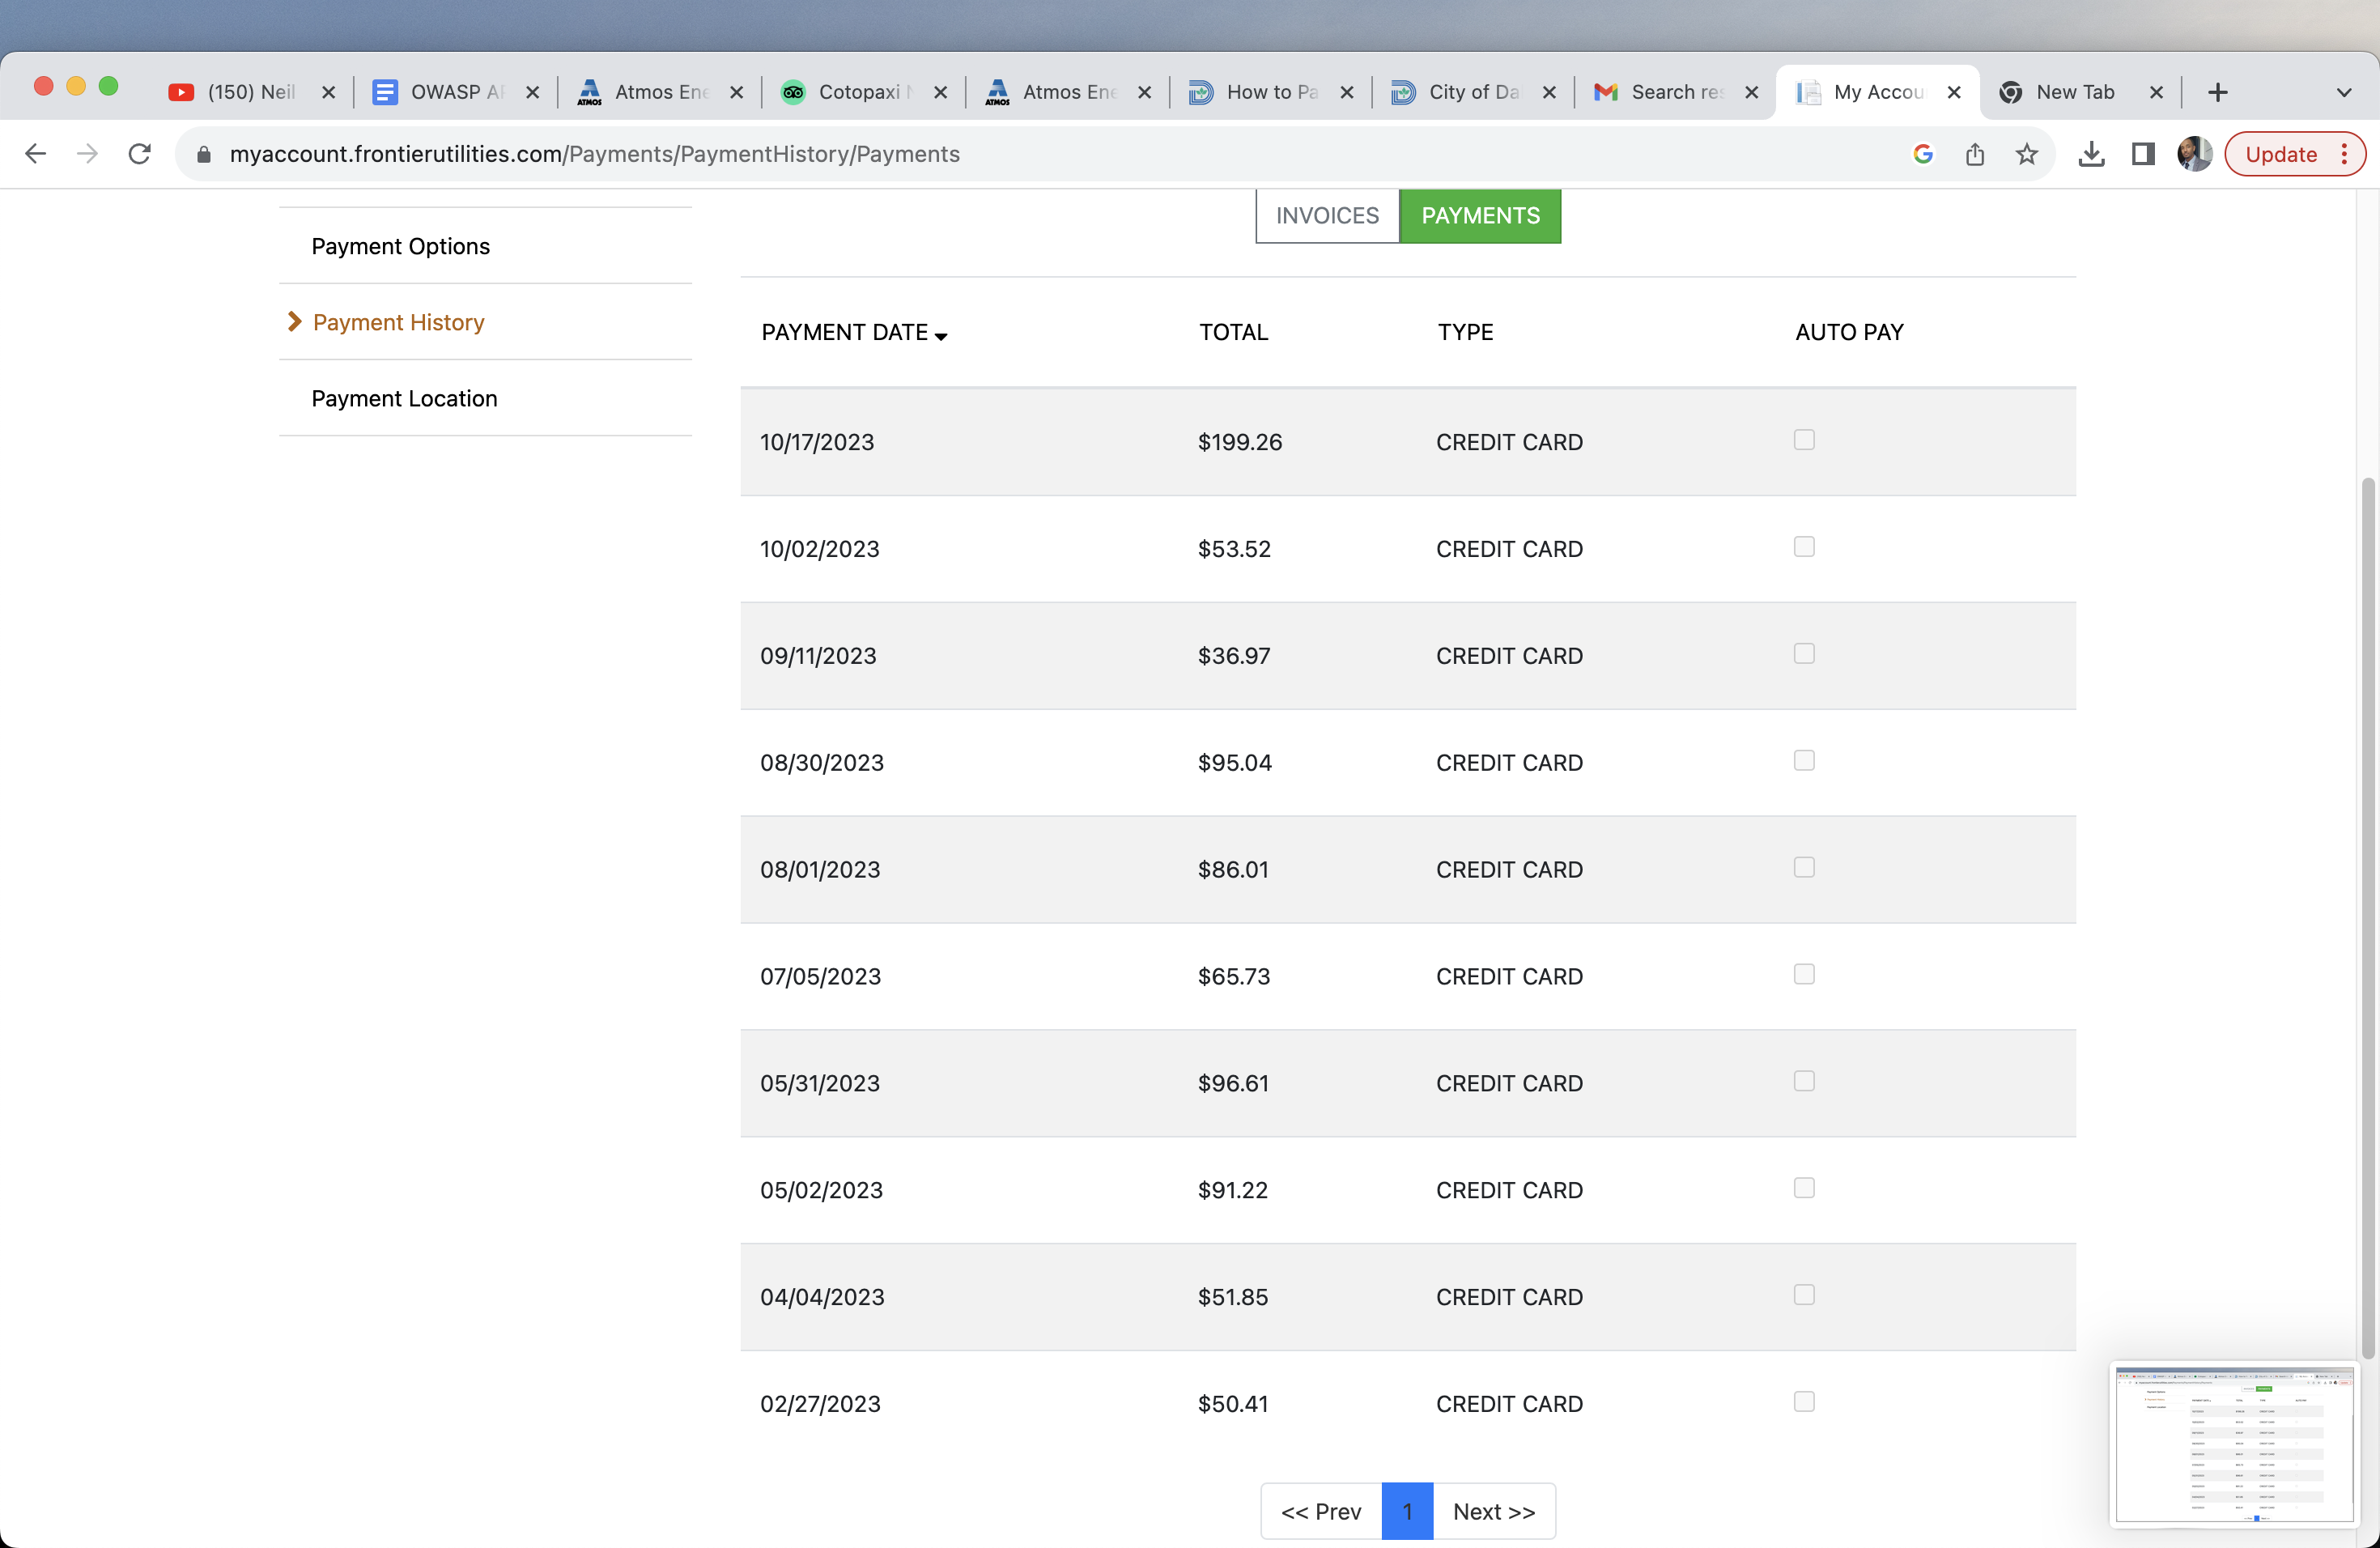 (150) Neil
OWASP AP
Atmos Ene
Cotopaxi N
Atmos Ene
How to Pa
City of Da
Search res
My Accou
New Tab
myaccount.frontierutilities.com/Payments/PaymentHistory/Payments
Update
INVOICES PAYMENTS
Payment Options
Payment History
Payment Location
PAYMENT DATE TOTAL TYPE AUTO PAY
10/17/2023 $199.26 CREDIT CARD
10/02/2023 $53.52 CREDIT CARD
09/11/2023 $36.97 CREDIT CARD
08/30/2023 $95.04 CREDIT CARD
08/01/2023 $86.01 CREDIT CARD
07/05/2023 $65.73 CREDIT CARD
05/31/2023 $96.61 CREDIT CARD
05/02/2023 $91.22 CREDIT CARD
04/04/2023 $51.85 CREDIT CARD
02/27/2023 $50.41 CREDIT CARD
<< Prev 1 Next >>